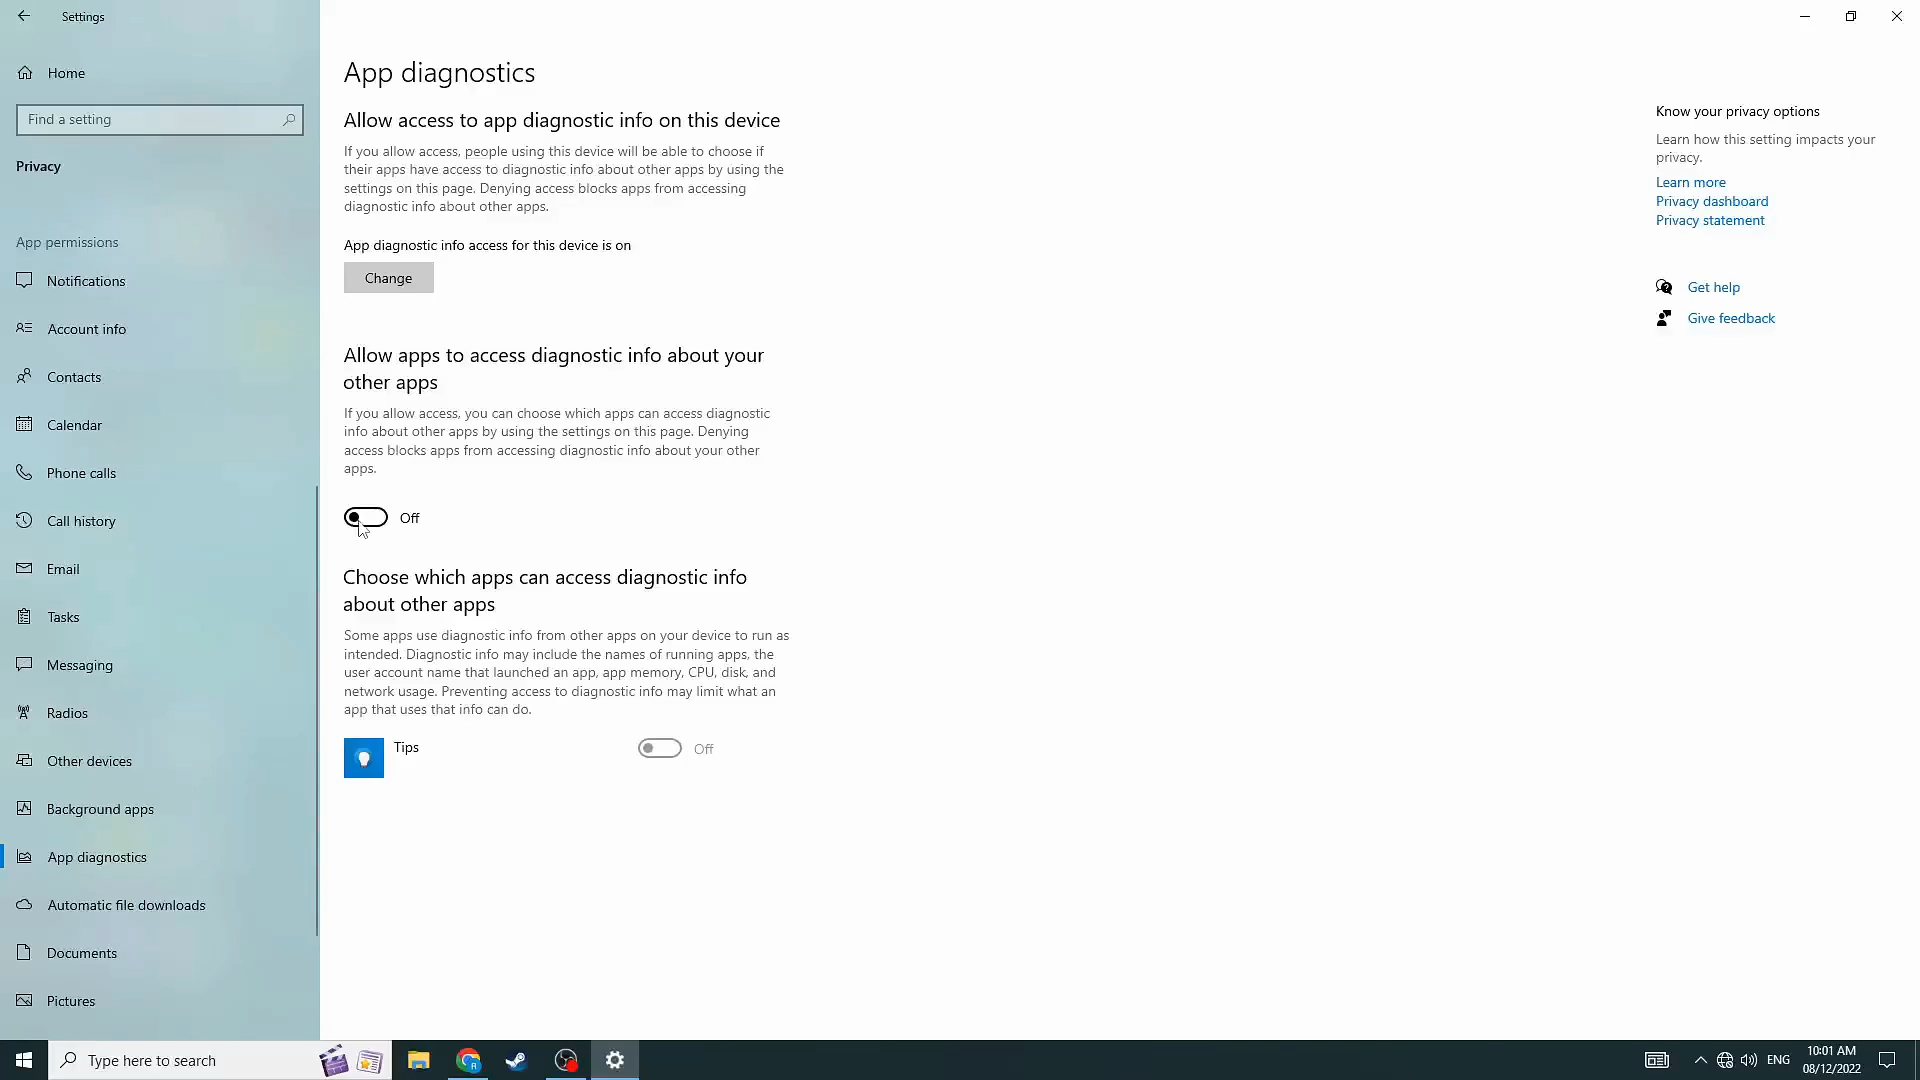 Settings
Home
Find a setting
Privacy
App permissions
Notifications
Account info
Contacts
Calendar
Phone calls
Call history
Email
Tasks
Messaging
Radios
Other devices
Background apps
App diagnostics
Automatic file downloads
Documents
Pictures
App diagnostics
Allow access to app diagnostic info on this device
If you allow access, people using this device will be able to choose if
their apps have access to diagnostic info about other apps by using the
settings on this page. Denying access blocks apps from accessing
diagnostic info about other apps.
App diagnostic info access for this device is on
Change
Allow apps to access diagnostic info about your
other apps
If you allow access, you can choose which apps can access diagnostic
info about other apps by using the settings on this page. Denying
access blocks apps from accessing diagnostic info about your other
apps.
Off
Choose which apps can access diagnostic info
about other apps
Some apps use diagnostic info from other apps on your device to run as
intended. Diagnostic info may include the names of running apps, the
user account name that launched an app, app memory, CPU, disk, and
network usage. Preventing access to diagnostic info may limit what an
app that uses that info can do.
Tips
Off
Know your privacy options
Learn how this setting impacts your
privacy.
Learn more
Privacy dashboard
Privacy statement
Get help
Give feedback
Type here to search
R
ENG
10:01 AM
08/12/2022